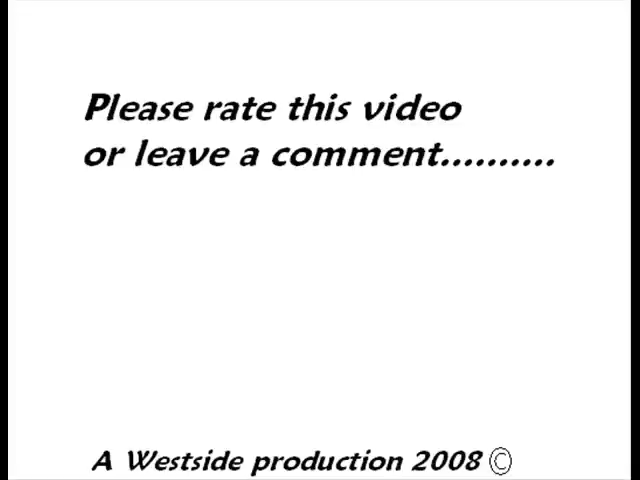 Please rate this video
or leave a comment..........
A Westside production 2008 ©